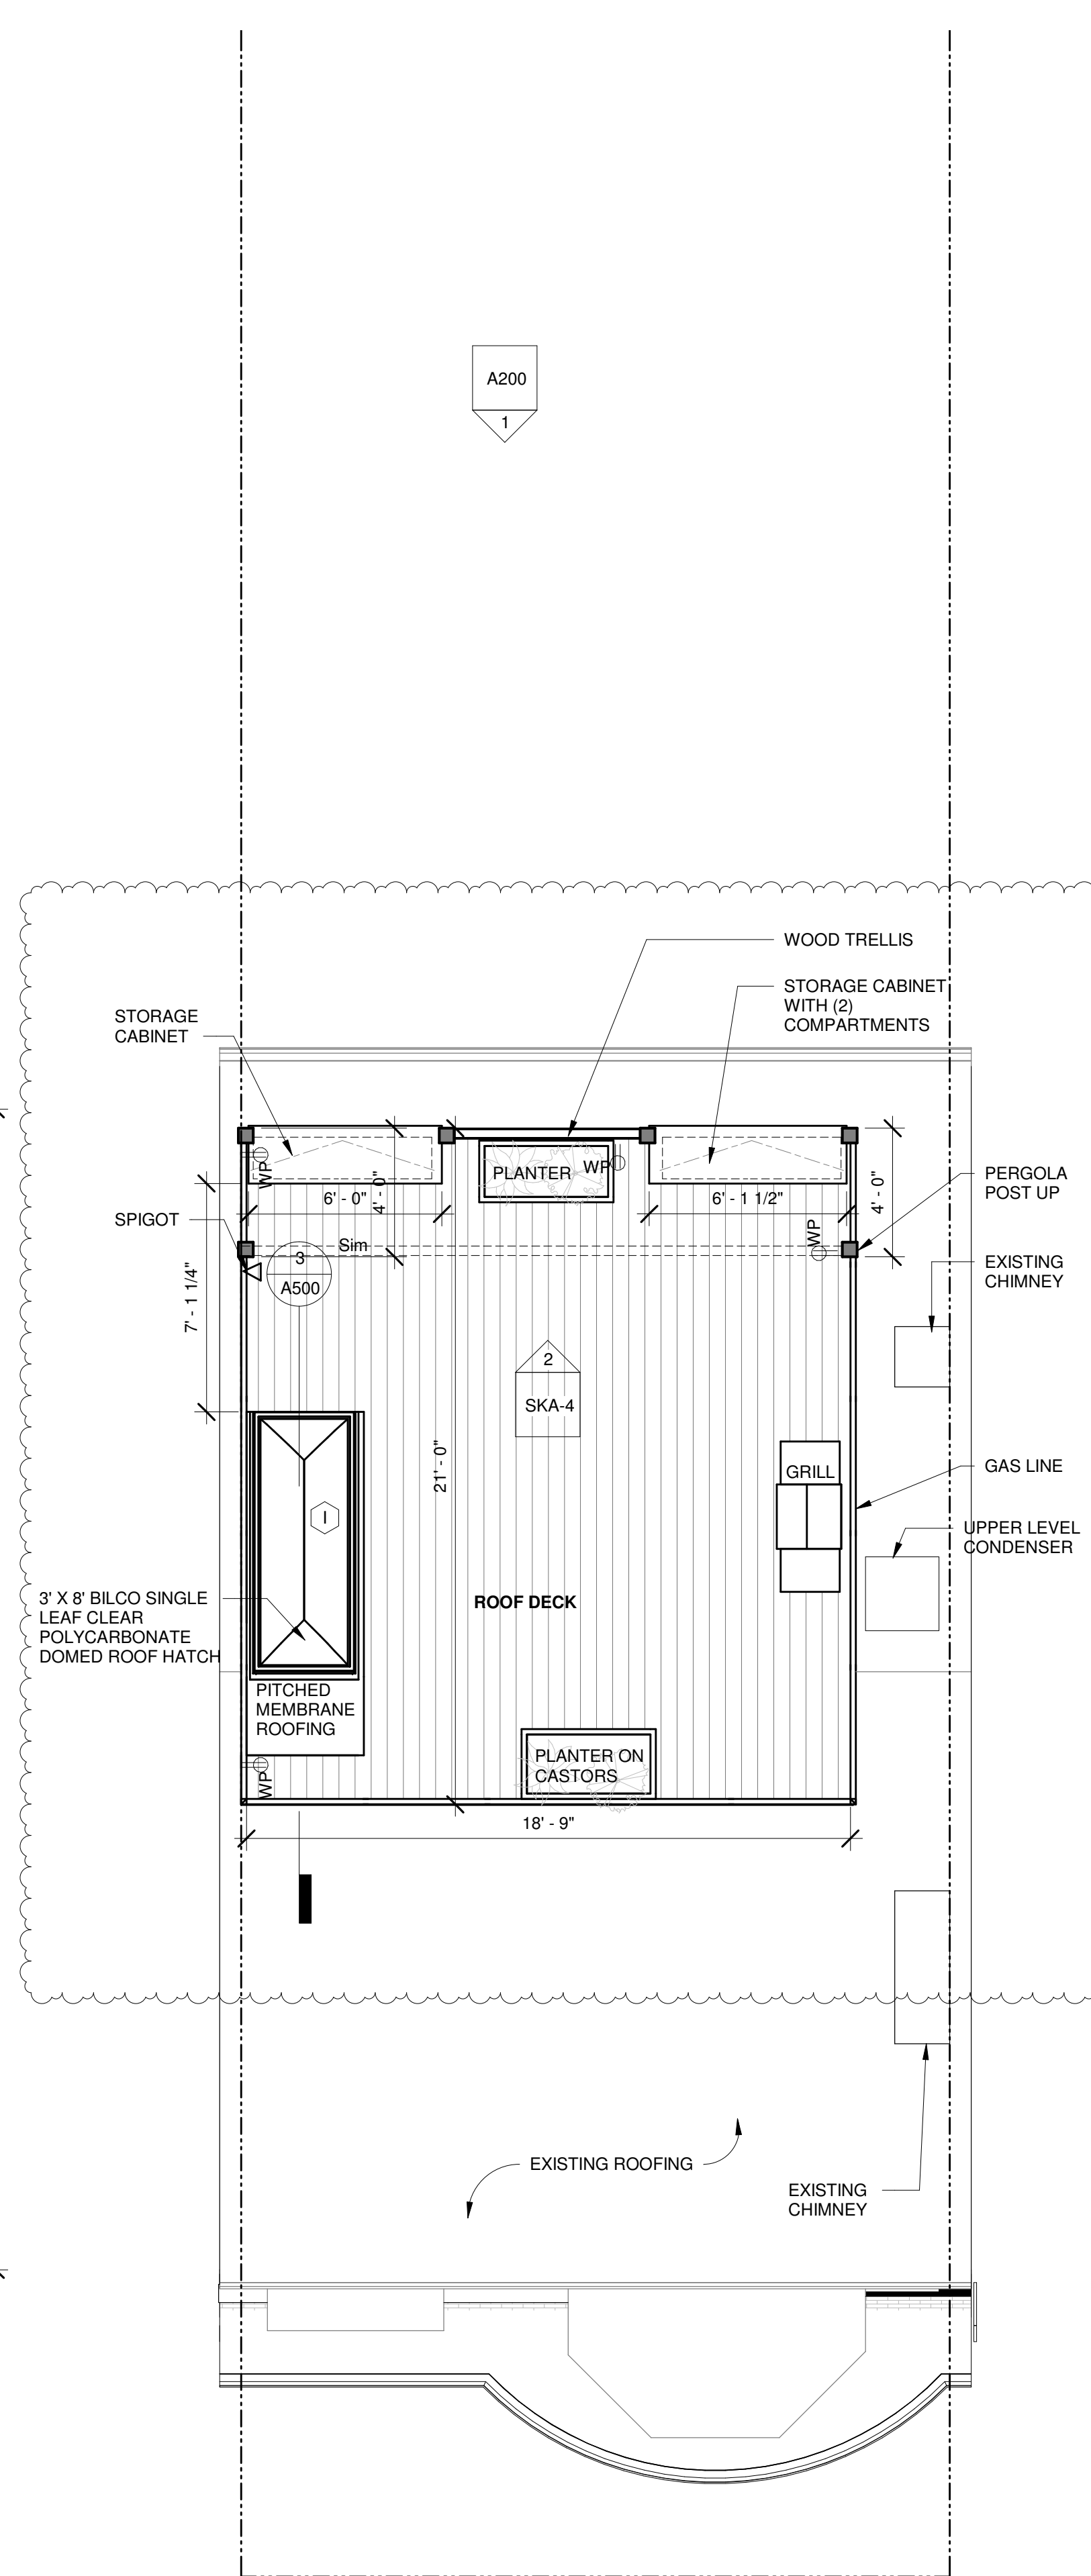 A200
1
WOOD TRELLIS
STORAGE CABINET
WITH (2)
COMPARTMENTS
STORAGE
CABINET
PLANTER
WP
WP
6' - 0"
4' - 0"
6' - 1 1/2"
4' - 0"
PERGOLA
POST UP
SPIGOT
WP
Sim
3
A500
EXISTING
CHIMNEY
7' - 1 1/4"
2
SKA-4
21' - 0"
GRILL
GAS LINE
I
UPPER LEVEL
CONDENSER
3' X 8' BILCO SINGLE
LEAF CLEAR
POLYCARBONATE
DOMED ROOF HATCH
ROOF DECK
PITCHED
MEMBRANE
ROOFING
PLANTER ON
CASTORS
WP
18' - 9"
EXISTING ROOFING
EXISTING
CHIMNEY